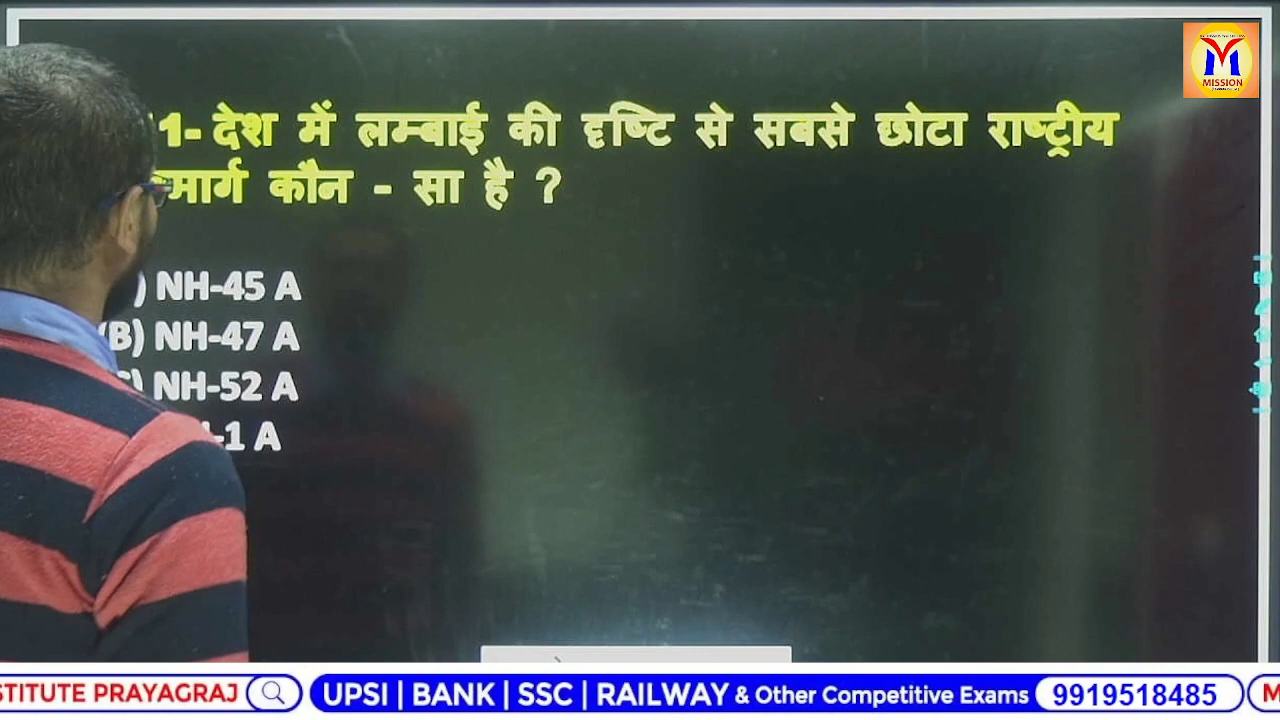 MISSION
1- देश में लम्बाई की दृष्टि से सबसे छोटा राष्ट्रीय
मार्ग कौन - सा है ?
) NH-45 A
(B) NH-47 A
) NH-52 A
-1 A
STITUTE PRAYAGRAJ
UPSI | BANK | SSC | RAILWAY & Other Competitive Exams
9919518485
M